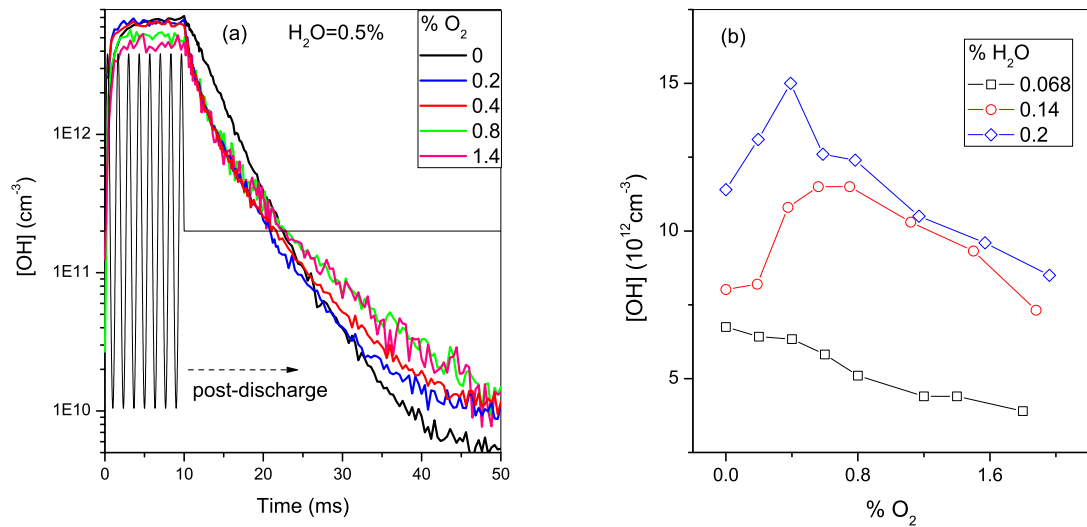 (a)
H₂O=0.5%
% O₂
0
0.2
0.4
0.8
1.4
1E12
1E11
1E10
[OH] (cm⁻³)
post-discharge
0
10
20
30
40
50
Time (ms)
(b)
% H₂O
0.068
0.14
0.2
15
10
5
[OH] (10¹²cm⁻³)
0.0
0.8
1.6
% O₂